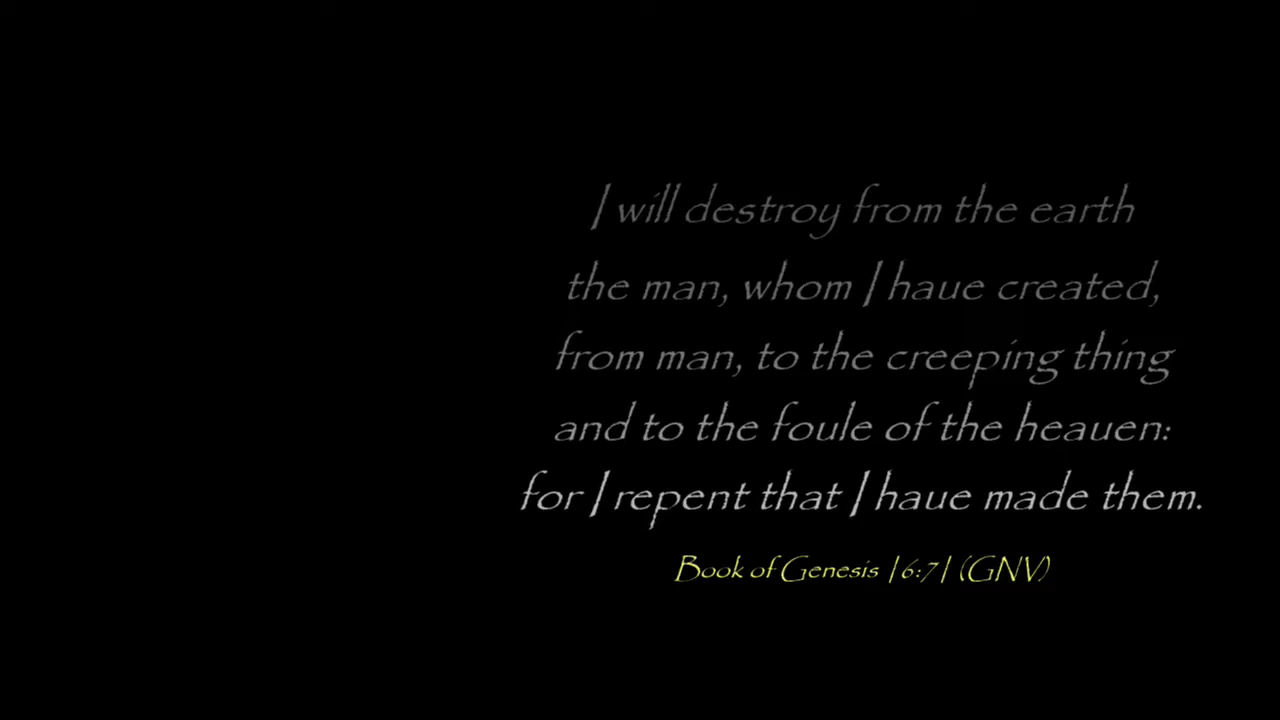 I will destroy from the earth
the man, whom I haue created,
from man, to the creeping thing
and to the foule of the heauen:
for I repent that I haue made them.
Book of Genesis |6:7| (GNV)